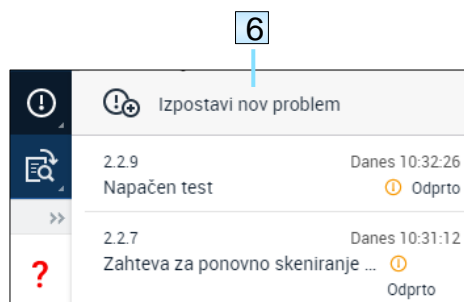 6
Izpostavi nov problem
2.2.9 Danes 10:32:26
Napačen test Odprto
2.2.7 Danes 10:31:12
Zahteva za ponovno skeniranje ...
Odprto
>>
?